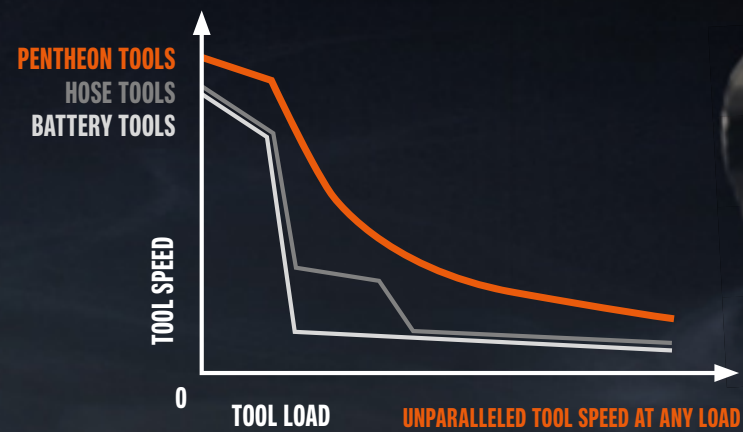 PENTHEON TOOLS
HOSE TOOLS
BATTERY TOOLS
TOOL SPEED
0
TOOL LOAD
UNPARALLELED TOOL SPEED AT ANY LOAD